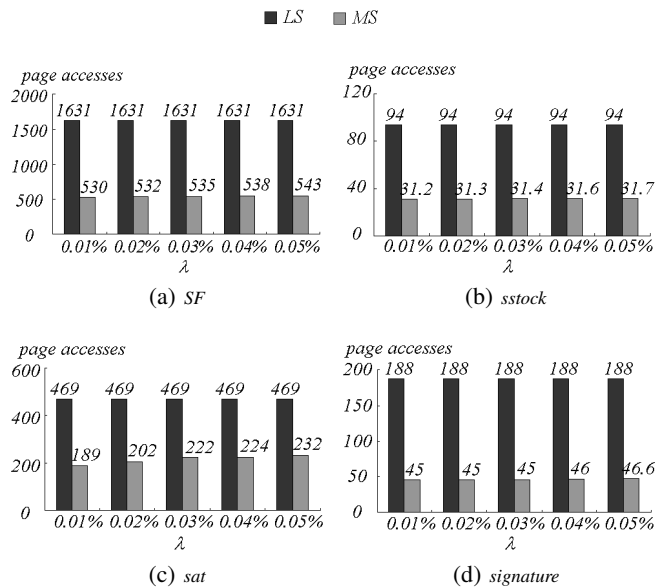 LS MS
page accesses
2000
1631 1631 1631 1631 1631
1500
1000
530 532 535 538 543
500
0
0.01% 0.02% 0.03% 0.04% 0.05%
λ
(a) SF
page accesses
120
94 94 94 94 94
80
40
31.2 31.3 31.4 31.6 31.7
0
0.01% 0.02% 0.03% 0.04% 0.05%
λ
(b) sstock
page accesses
600
469 469 469 469 469
400
189 202 222 224 232
200
0
0.01% 0.02% 0.03% 0.04% 0.05%
λ
(c) sat
page accesses
200
188 188 188 188 188
150
100
50
45 45 45 46 46.6
0
0.01% 0.02% 0.03% 0.04% 0.05%
λ
(d) signature